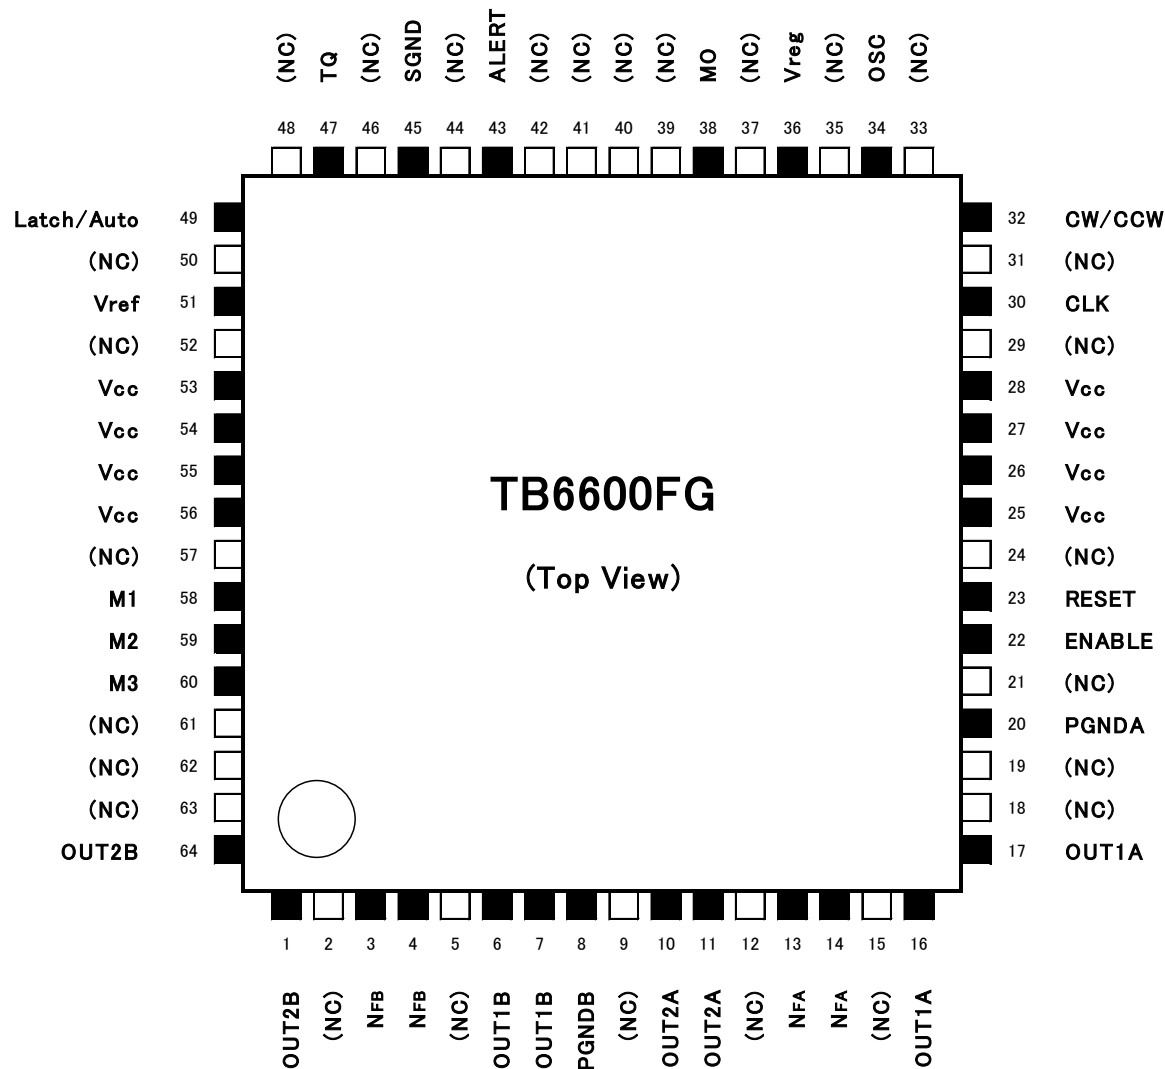 (NC) TQ (NC) SGND (NC) ALERT (NC) (NC) (NC) (NC) MO (NC) Vreg (NC) OSC (NC)
48 47 46 45 44 43 42 41 40 39 38 37 36 35 34 33
Latch/Auto 49 32 CW/CCW
(NC) 50 31 (NC)
Vref 51 30 CLK
(NC) 52 29 (NC)
Vcc 53 28 Vcc
Vcc 54 27 Vcc
Vcc 55 26 Vcc
Vcc 56 25 Vcc
TB6600FG
(NC) 57 24 (NC)
(Top View)
M1 58 23 RESET
M2 59 22 ENABLE
M3 60 21 (NC)
(NC) 61 20 PGNDA
(NC) 62 19 (NC)
(NC) 63 18 (NC)
OUT2B 64 17 OUT1A
1 2 3 4 5 6 7 8 9 10 11 12 13 14 15 16
OUT2B (NC) NFB NFB (NC) OUT1B OUT1B PGNDB (NC) OUT2A OUT2A (NC) NFA NFA (NC) OUT1A